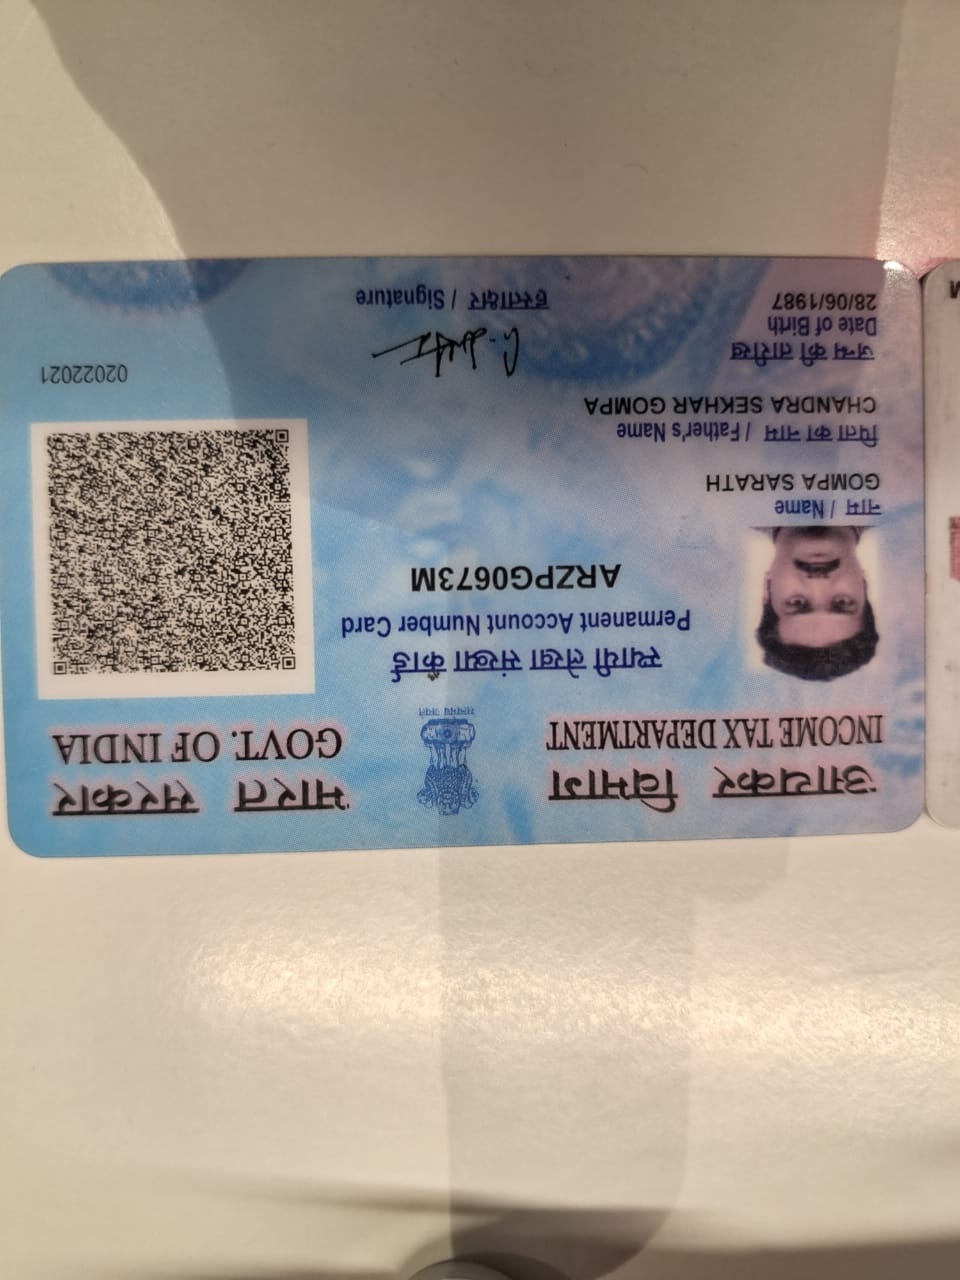 आयकर विभाग
INCOME TAX DEPARTMENT
भारत सरकार
GOVT. OF INDIA
सत्यमेव जयते
स्थायी लेखा संख्या कार्ड
Permanent Account Number Card
ARZPG0673M
नाम / Name
GOMPA SARATH
पिता का नाम / Father's Name
CHANDRA SEKHAR GOMPA
जन्म की तारीख
Date of Birth
28/06/1987
हस्ताक्षर / Signature
02022021
M